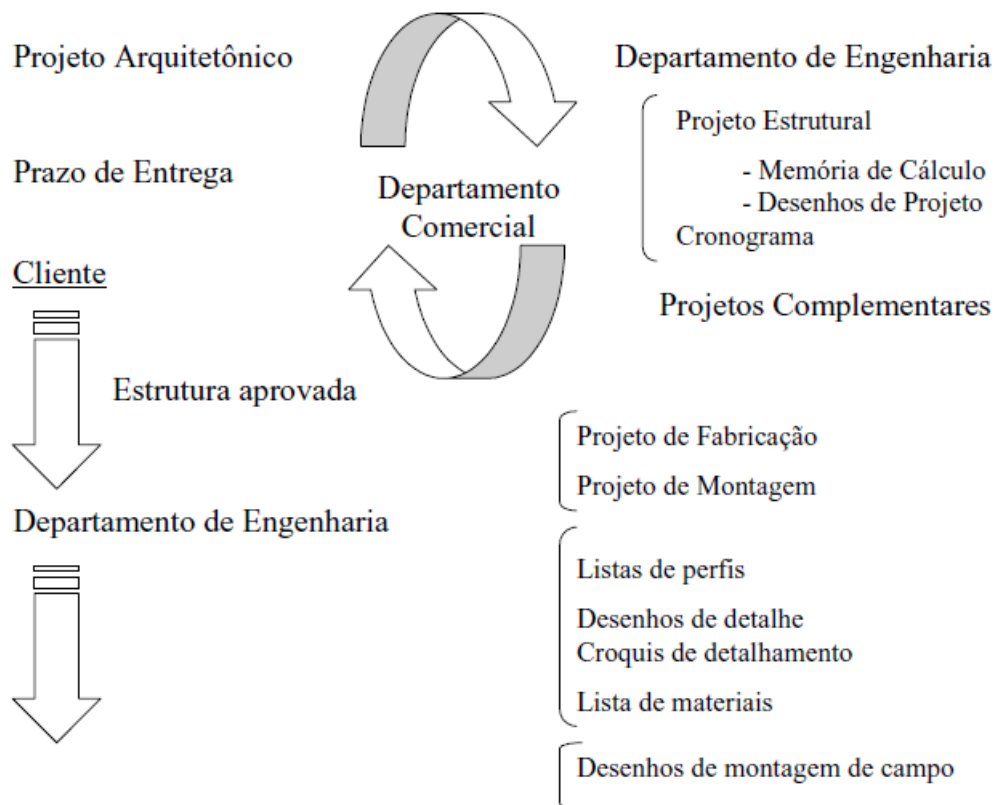 Projeto Arquitetônico
Departamento de Engenharia
Projeto Estrutural
Prazo de Entrega
- Memória de Cálculo
Departamento
Comercial
- Desenhos de Projeto
Cronograma
Cliente
Projetos Complementares
Estrutura aprovada
Projeto de Fabricação
Projeto de Montagem
Departamento de Engenharia
Listas de perfis
Desenhos de detalhe
Croquis de detalhamento
Lista de materiais
Desenhos de montagem de campo